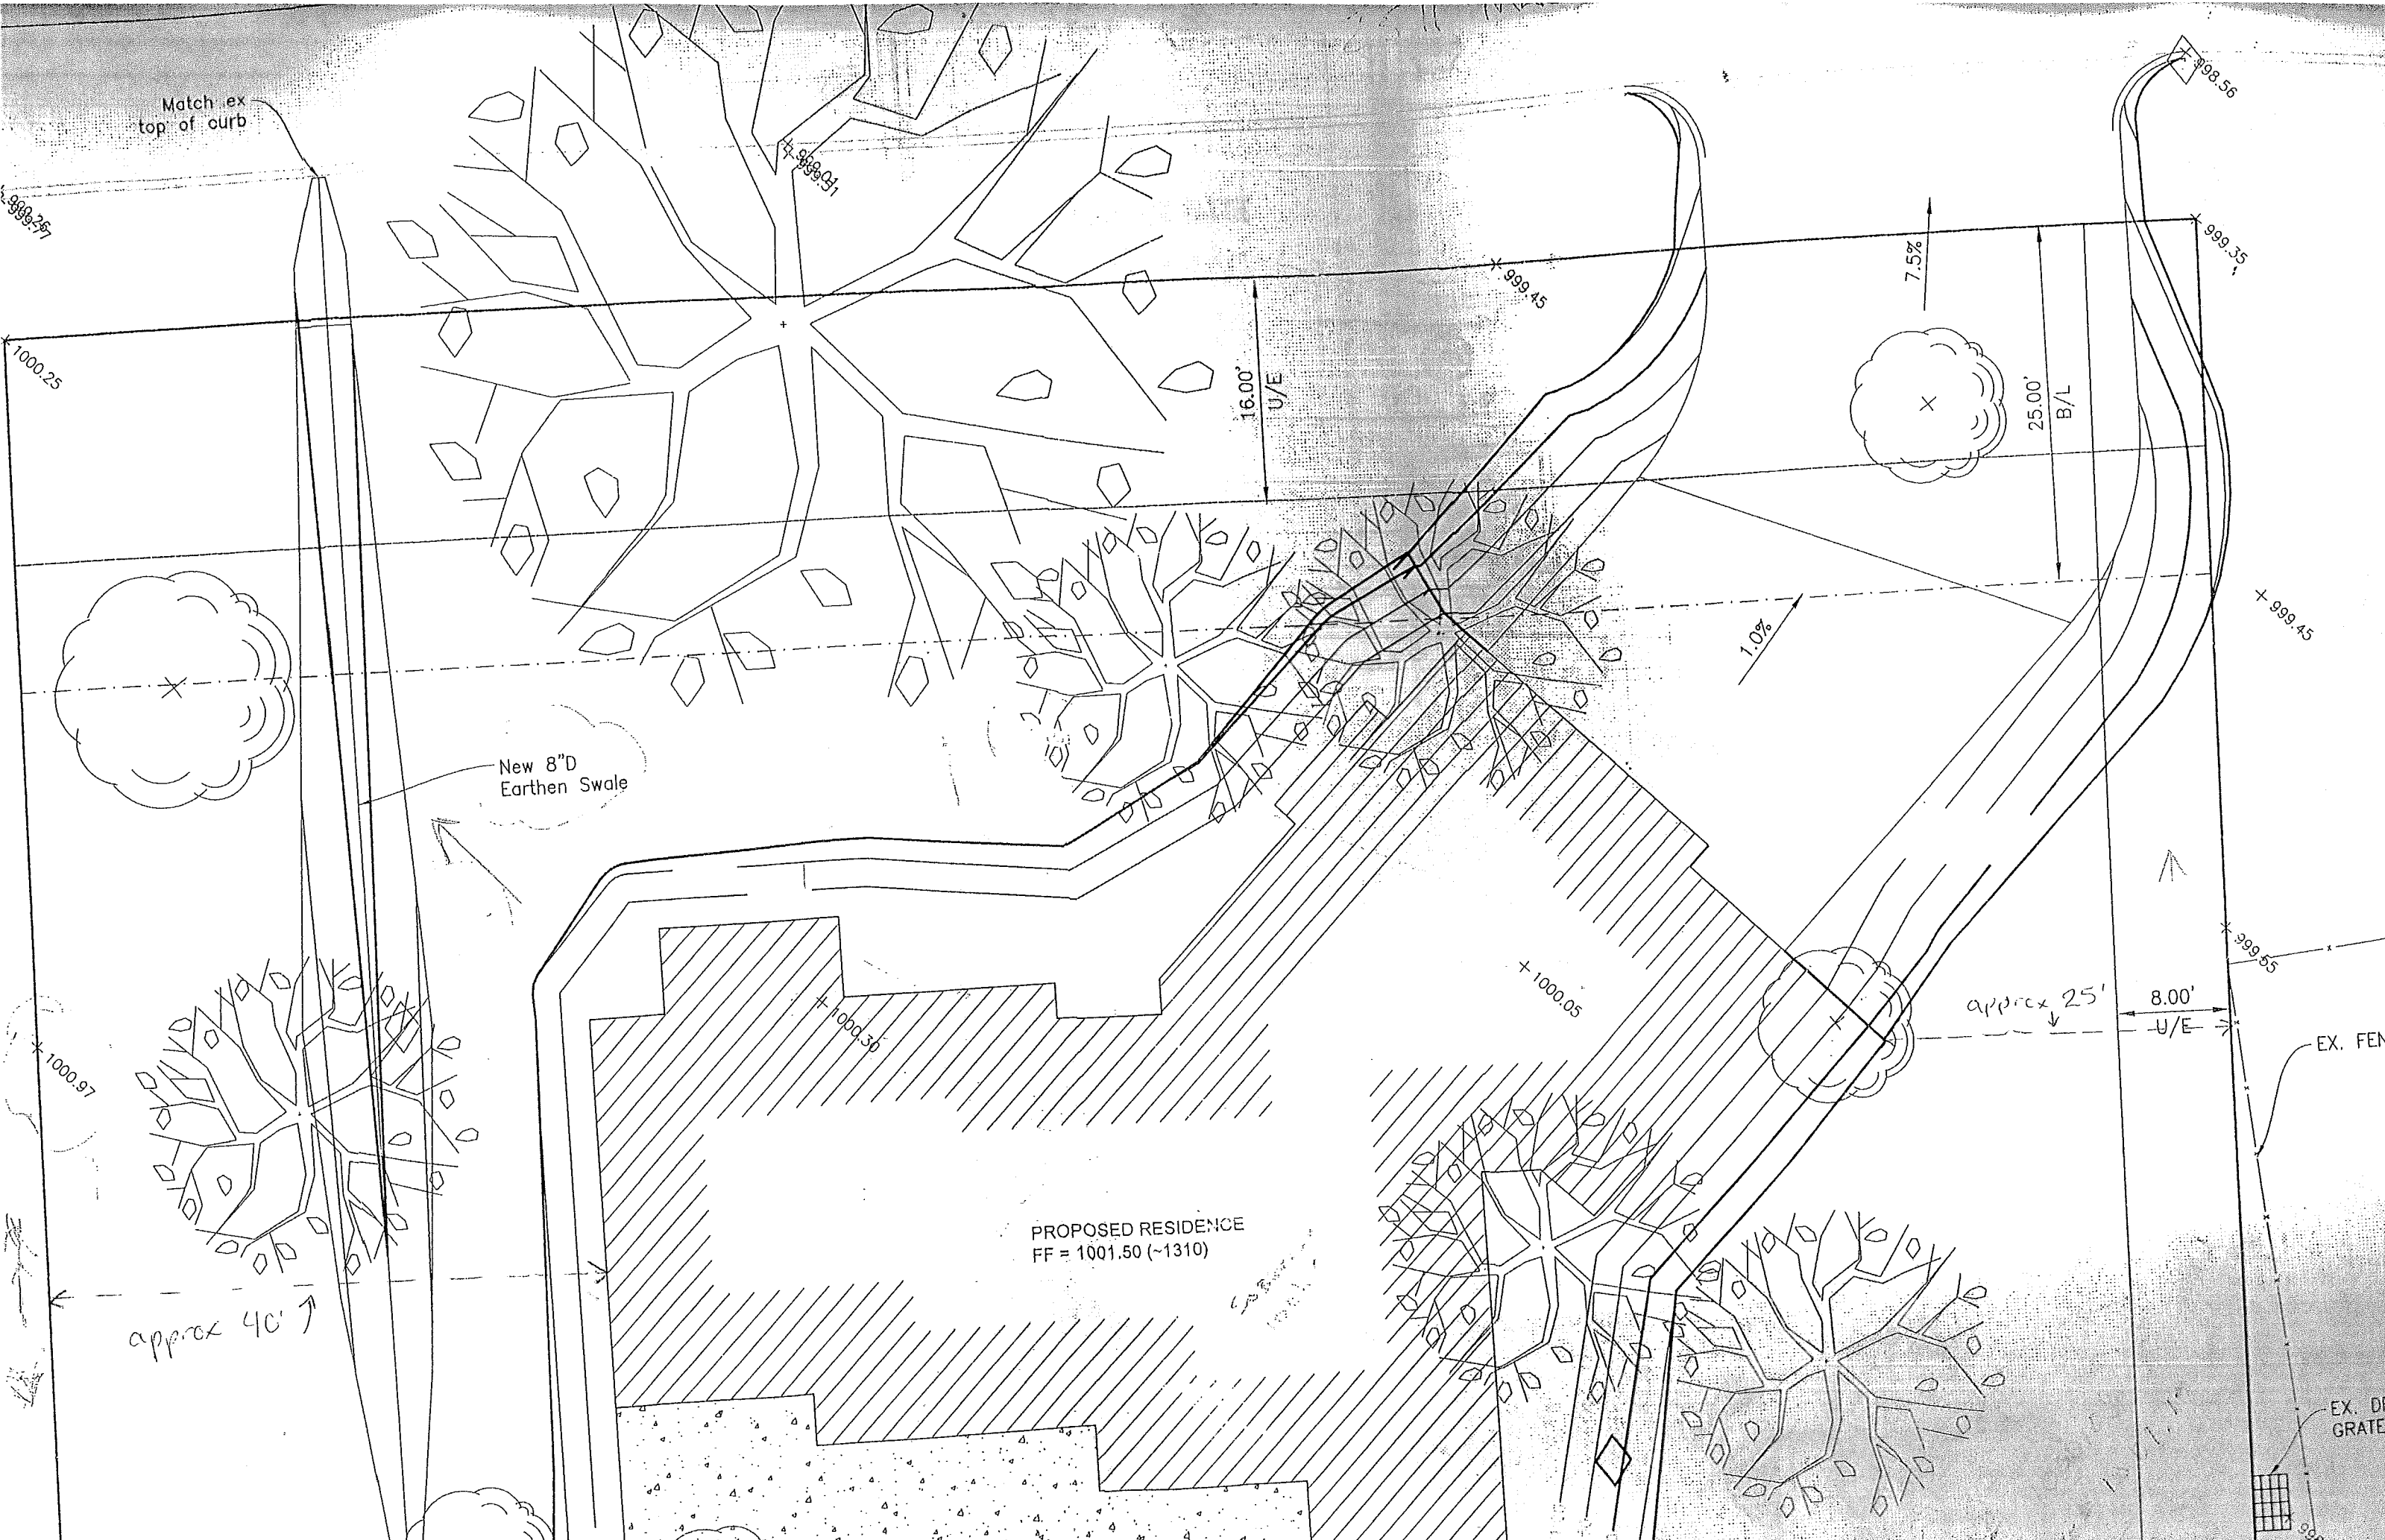 Match ex
top of curb
998.56
999.35
7.5%
999.45
1000.25
16.00'
U/E
25.00'
B/L
999.45
1.0%
New 8"D
Earthen Swale
999.55
1000.05
approx 25'
8.00'
U/E
1000.30
EX. FEN
1000.97
PROPOSED RESIDENCE
FF = 1001.50 (~1310)
approx 40'
EX. D
GRATE